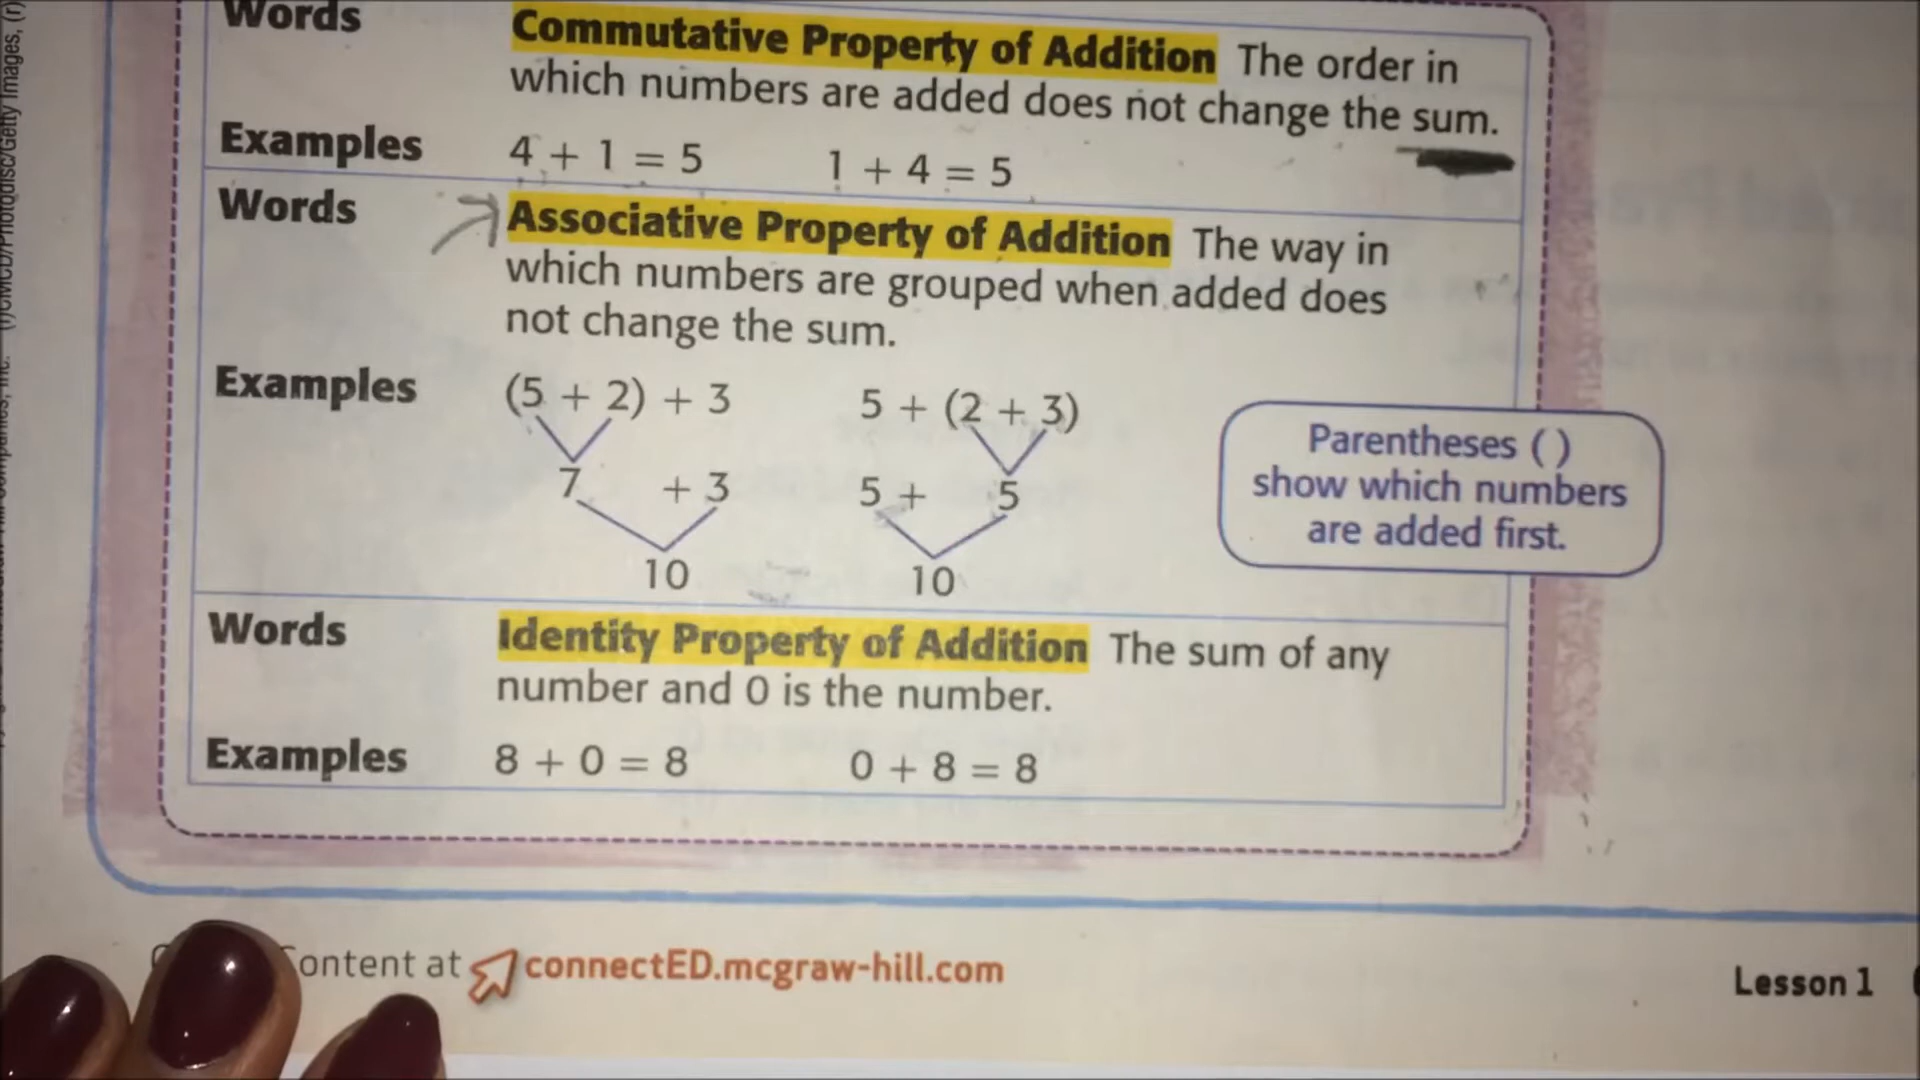 Words Commutative Property of Addition The order in
which numbers are added does not change the sum.
Examples 4 + 1 = 5 1 + 4 = 5
Words Associative Property of Addition The way in
which numbers are grouped when added does
not change the sum.
Examples (5 + 2) + 3 5 + (2 + 3)
7 + 3 5 + 5
10 10
Parentheses ( )
show which numbers
are added first.
Words Identity Property of Addition The sum of any
number and 0 is the number.
Examples 8 + 0 = 8 0 + 8 = 8
ontent at connectED.mcgraw-hill.com
Lesson 1
Photodisc/Getty Images, (r)